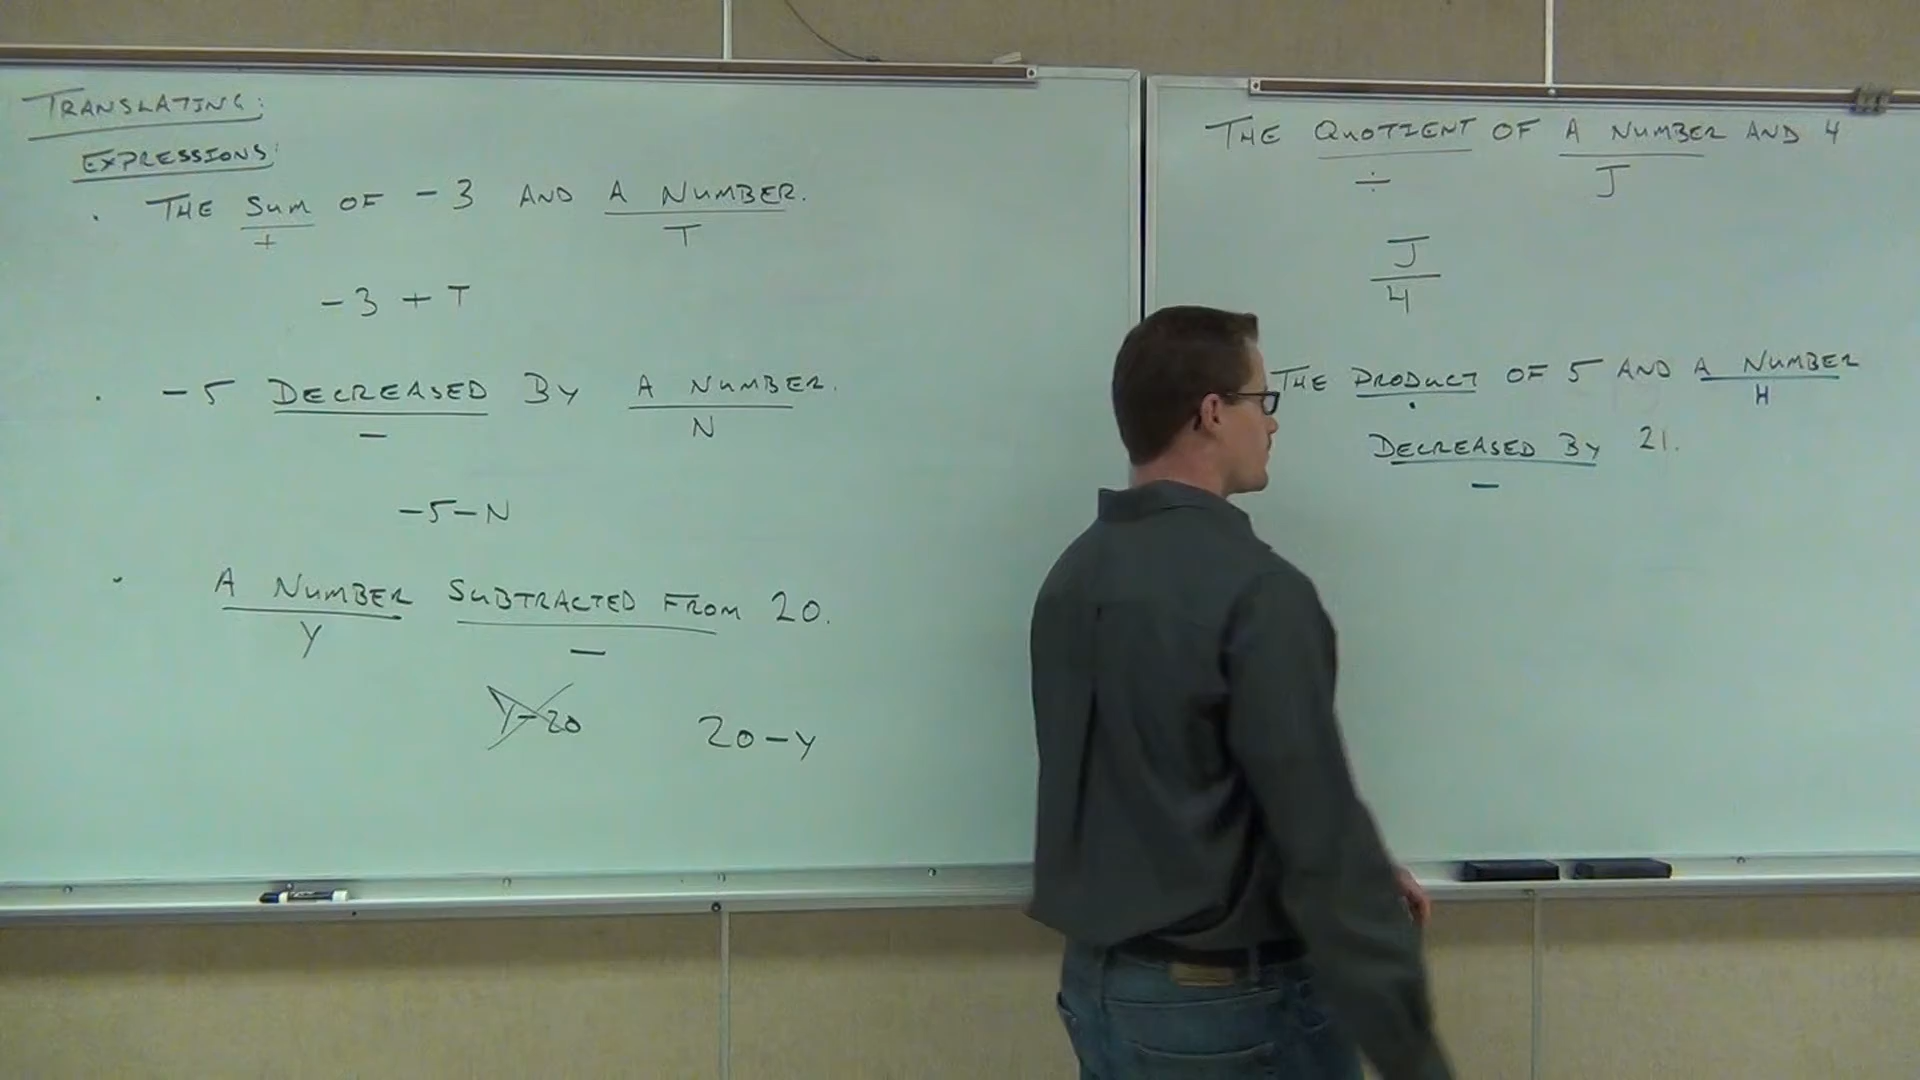 TRANSLATING:
EXPRESSIONS:
. THE SUM OF -3 AND A NUMBER.
+ T
-3 + T
. -5 DECREASED BY A NUMBER.
- N
-5-N
. A NUMBER SUBTRACTED FROM 20.
Y -
Y-20 20-Y
THE QUOTIENT OF A NUMBER AND 4
÷ J
J
4
THE PRODUCT OF 5 AND A NUMBER
. H
DECREASED BY 21.
-